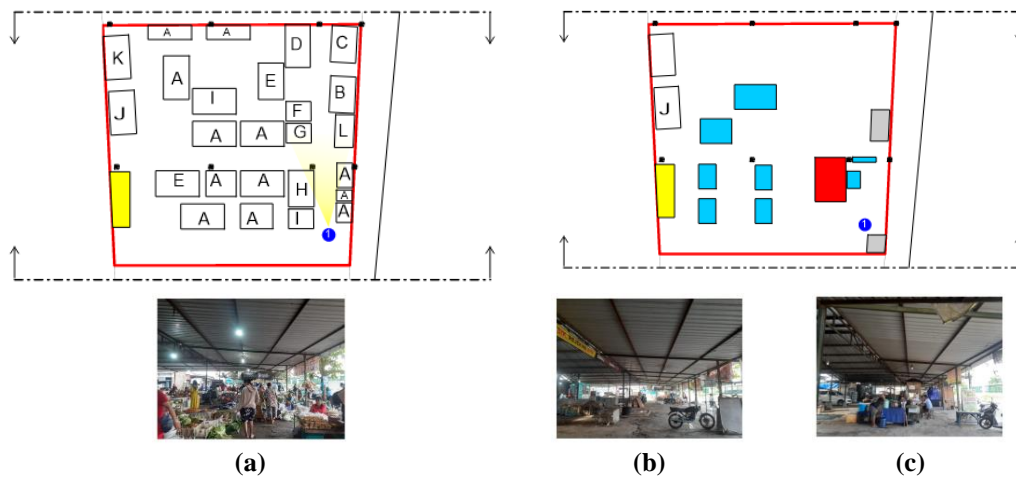 A A D C
K
A E
I B
J F
A A G L
E A A H A
A
A A I A
1
J
1
(a) (b) (c)